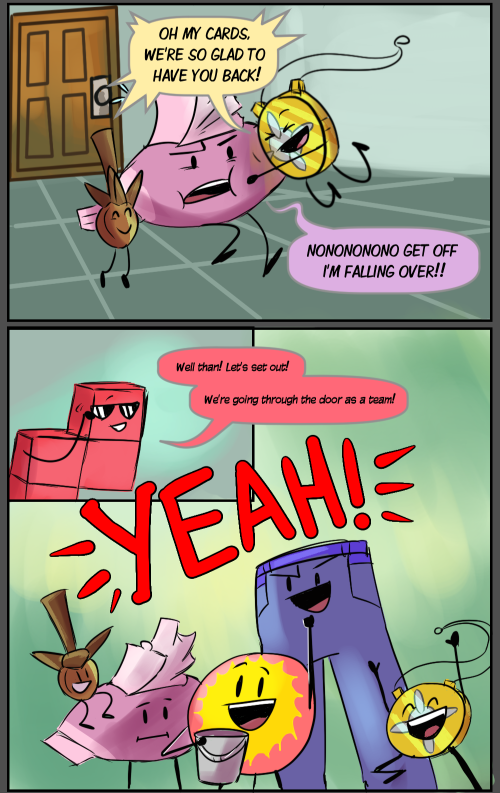 OH MY CARDS,
WE'RE SO GLAD TO
HAVE YOU BACK!
NONONONONO GET OFF
I'M FALLING OVER!!
Well than! Let's set out!
We're going through the door as a team!
YEAH!